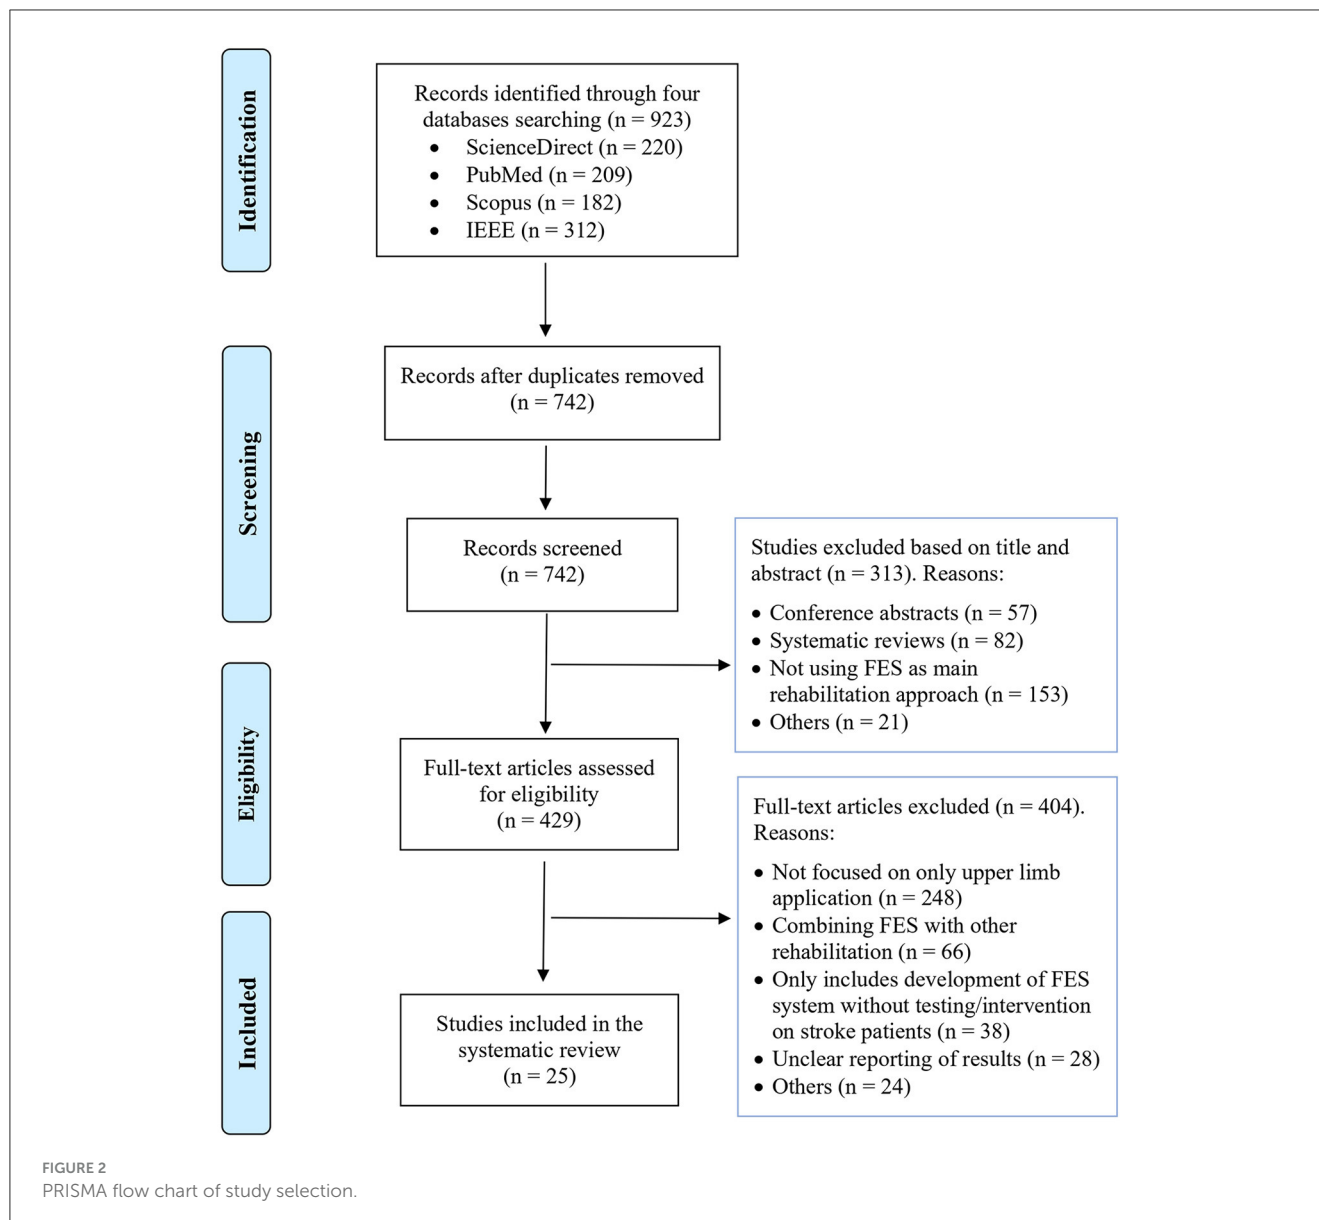 Identification
Records identified through four
databases searching (n = 923)
• ScienceDirect (n = 220)
• PubMed (n = 209)
• Scopus (n = 182)
• IEEE (n = 312)
Screening
Records after duplicates removed
(n = 742)
Records screened
(n = 742)
Studies excluded based on title and
abstract (n = 313). Reasons:
• Conference abstracts (n = 57)
• Systematic reviews (n = 82)
• Not using FES as main
rehabilitation approach (n = 153)
• Others (n = 21)
Eligibility
Full-text articles assessed
for eligibility
(n = 429)
Full-text articles excluded (n = 404).
Reasons:
• Not focused on only upper limb
application (n = 248)
• Combining FES with other
rehabilitation (n = 66)
• Only includes development of FES
system without testing/intervention
on stroke patients (n = 38)
• Unclear reporting of results (n = 28)
• Others (n = 24)
Included
Studies included in the
systematic review
(n = 25)
FIGURE 2
PRISMA flow chart of study selection.